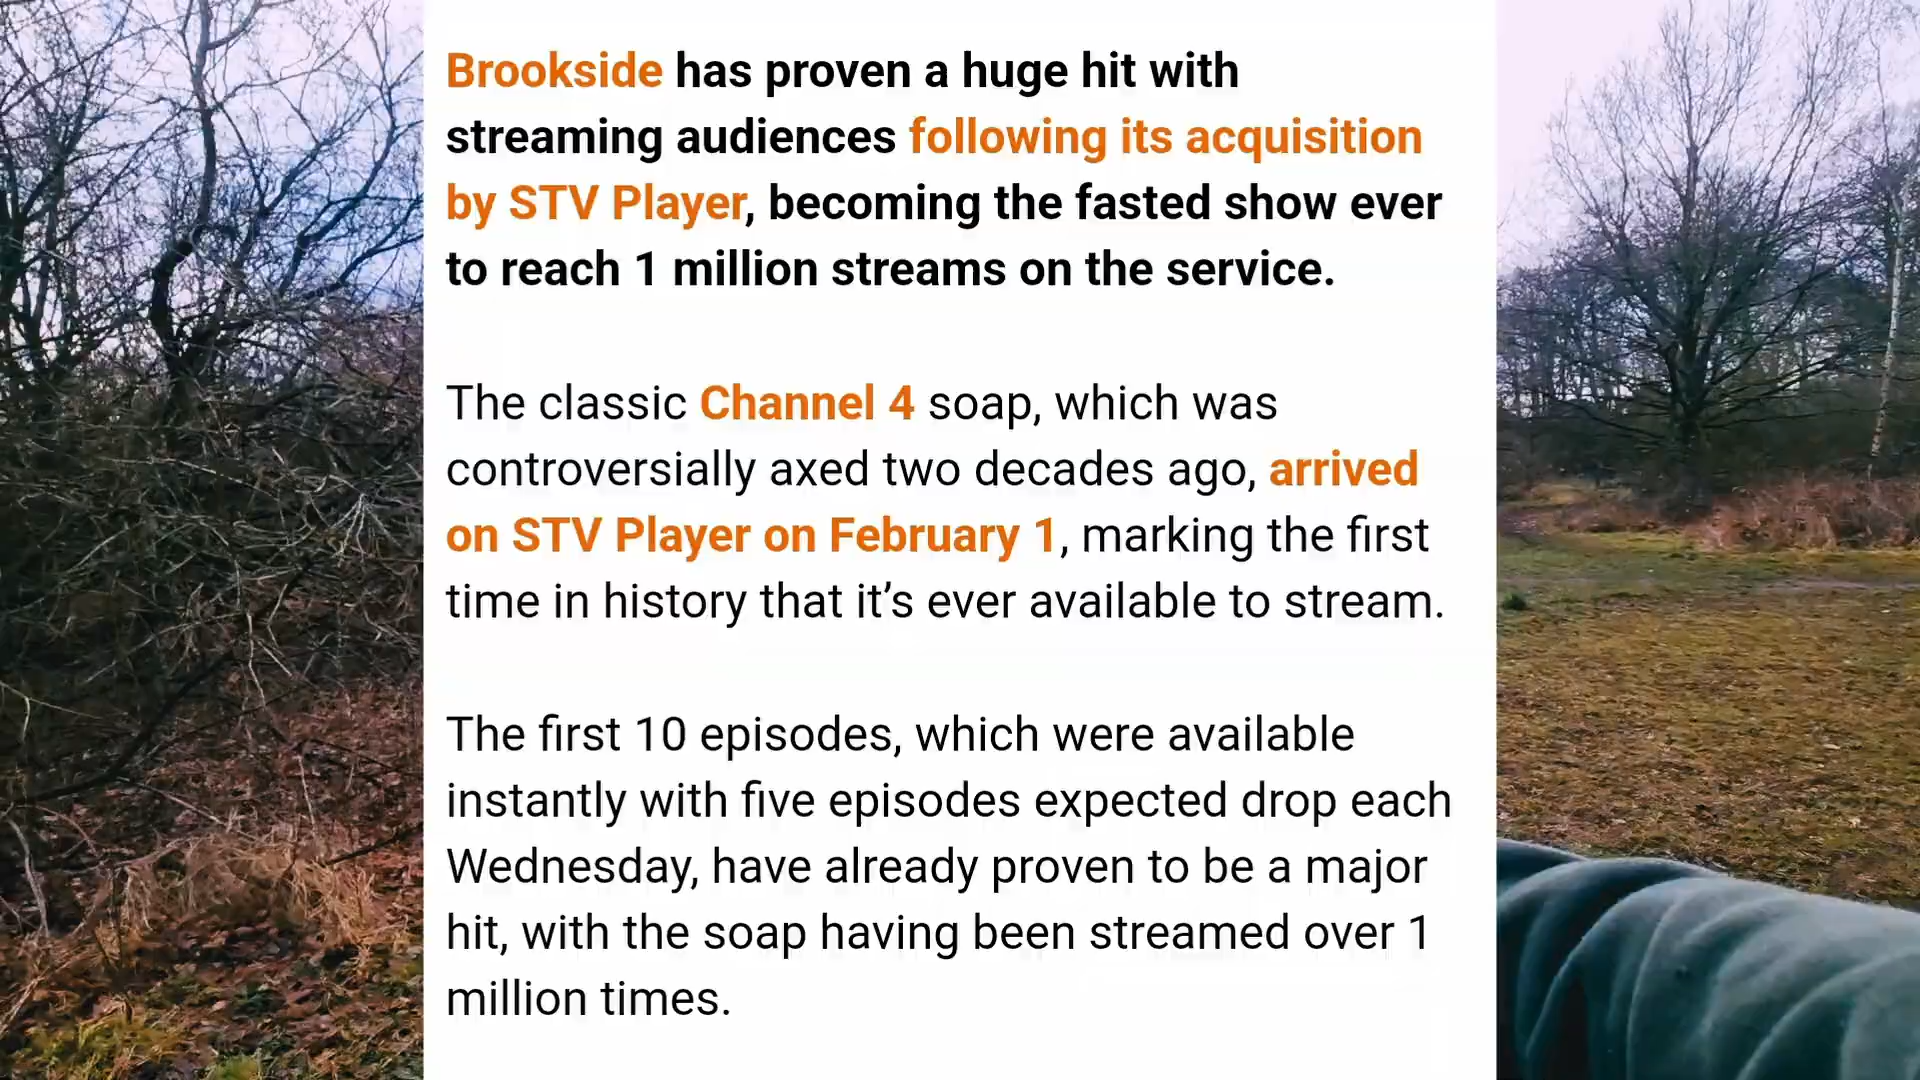 Brookside has proven a huge hit with
streaming audiences following its acquisition
by STV Player, becoming the fasted show ever
to reach 1 million streams on the service.
The classic Channel 4 soap, which was
controversially axed two decades ago, arrived
on STV Player on February 1, marking the first
time in history that it’s ever available to stream.
The first 10 episodes, which were available
instantly with five episodes expected drop each
Wednesday, have already proven to be a major
hit, with the soap having been streamed over 1
million times.